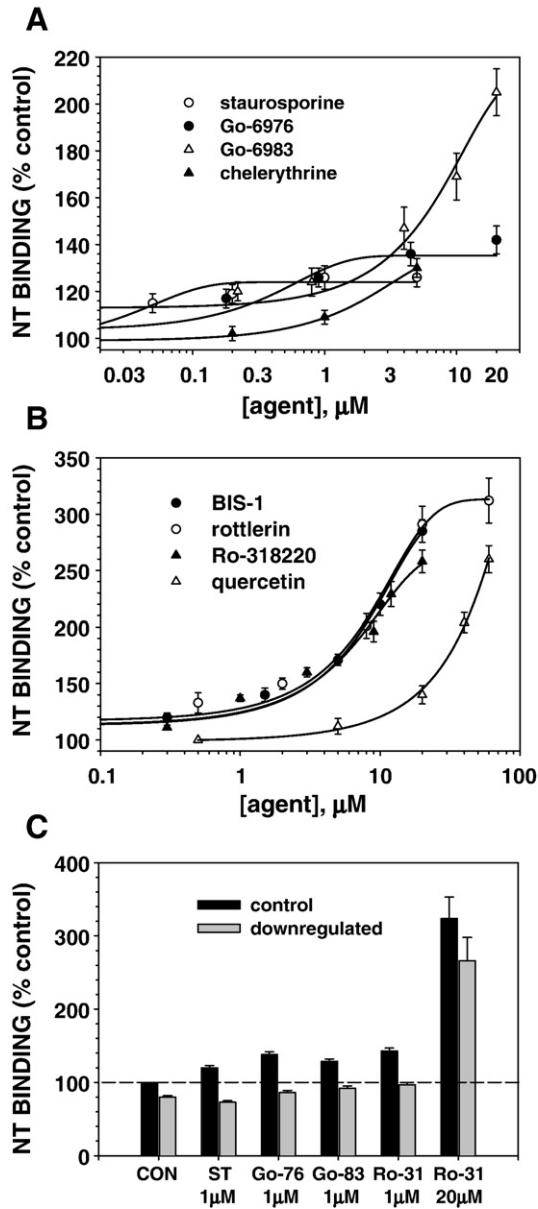 A
NT BINDING (% control)
220
200
180
160
140
120
100
staurosporine
Go-6976
Go-6983
chelerythrine
0.03 0.1 0.3 1 3 10 20
[agent], μM
B
NT BINDING (% control)
350
300
250
200
150
100
BIS-1
rottlerin
Ro-318220
quercetin
0.1 1 10 100
[agent], μM
C
NT BINDING (% control)
400
300
200
100
0
control
downregulated
CON ST Go-76 Go-83 Ro-31 Ro-31
1μM 1μM 1μM 1μM 20μM